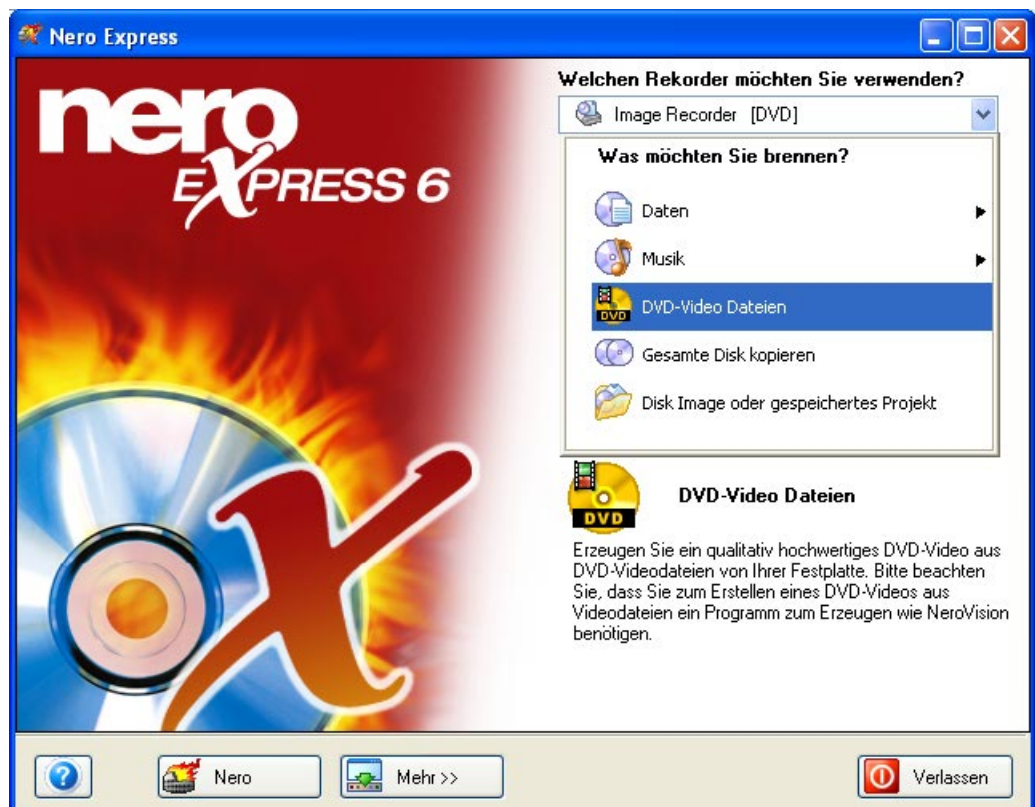 Nero Express
nero
EXPRESS 6
Welchen Rekorder möchten Sie verwenden?
Image Recorder [DVD]
Was möchten Sie brennen?
Daten
Musik
DVD
DVD-Video Dateien
Gesamte Disk kopieren
Disk Image oder gespeichertes Projekt
DVD
DVD-Video Dateien
Erzeugen Sie ein qualitativ hochwertiges DVD-Video aus
DVD-Videodateien von Ihrer Festplatte. Bitte beachten
Sie, dass Sie zum Erstellen eines DVD-Videos aus
Videodateien ein Programm zum Erzeugen wie NeroVision
benötigen.
?
Nero
Mehr >>
Verlassen